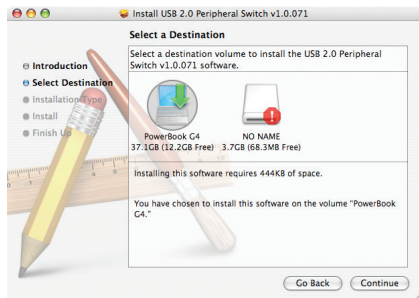 Install USB 2.0 Peripheral Switch v1.0.071
Select a Destination
Introduction
Select Destination
Installation Type
Install
Finish Up
Select a destination volume to install the USB 2.0 Peripheral
Switch v1.0.071 software.
PowerBook G4
37.1GB (12.2GB Free)
NO NAME
3.7GB (68.3MB Free)
Installing this software requires 444KB of space.
You have chosen to install this software on the volume "PowerBook
G4."
Go Back
Continue